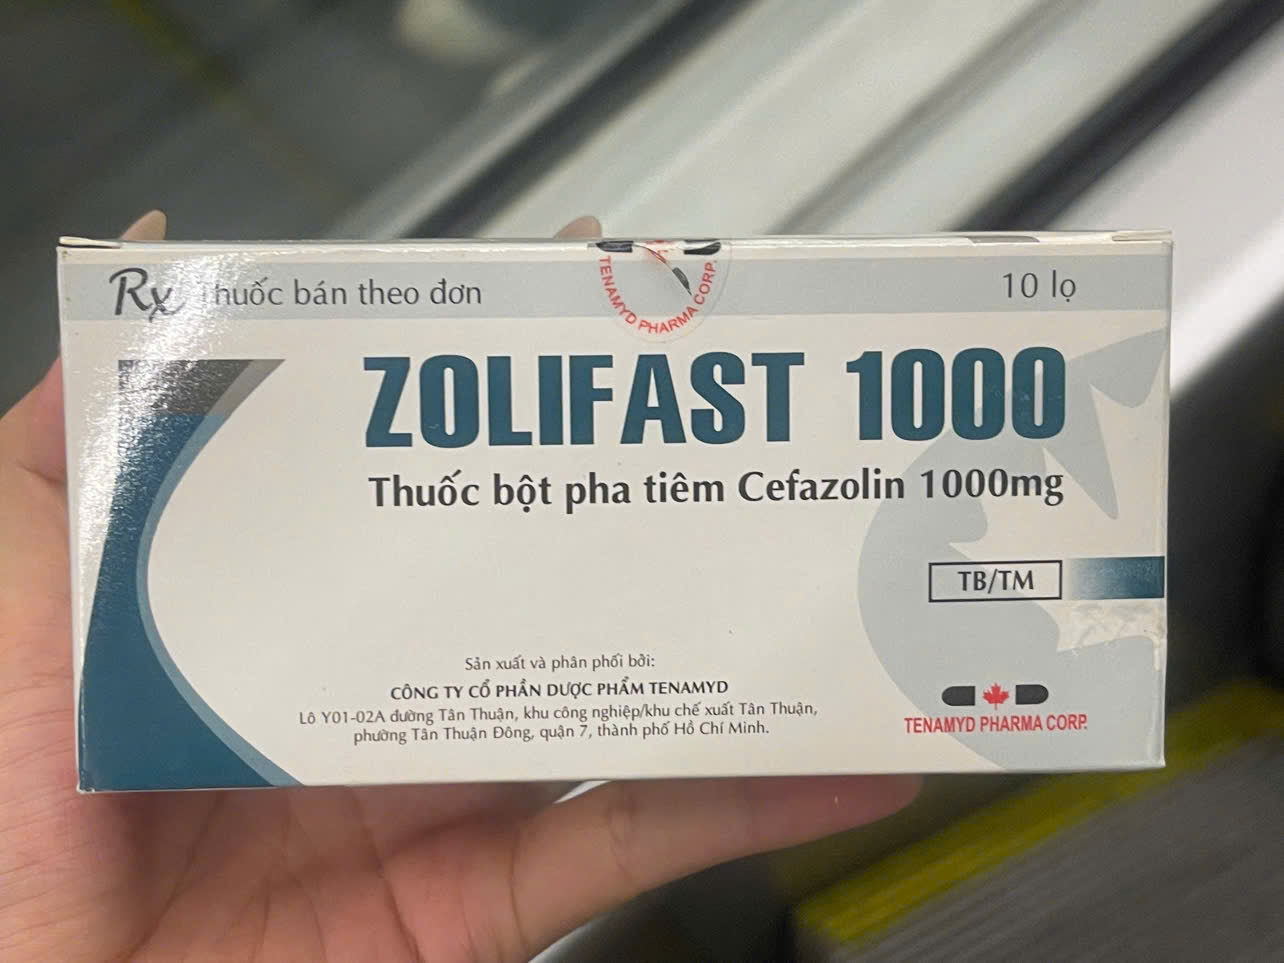 Rx Thuốc bán theo đơn
TENAMYD PHARMA CORP.
10 lọ
ZOLIFAST 1000
Thuốc bột pha tiêm Cefazolin 1000mg
TB/TM
Sản xuất và phân phối bởi:
CÔNG TY CỔ PHẦN DƯỢC PHẨM TENAMYD
Lô Y01-02A đường Tân Thuận, khu công nghiệp/khu chế xuất Tân Thuận,
phường Tân Thuận Đông, quận 7, thành phố Hồ Chí Minh.
TENAMYD PHARMA CORP.